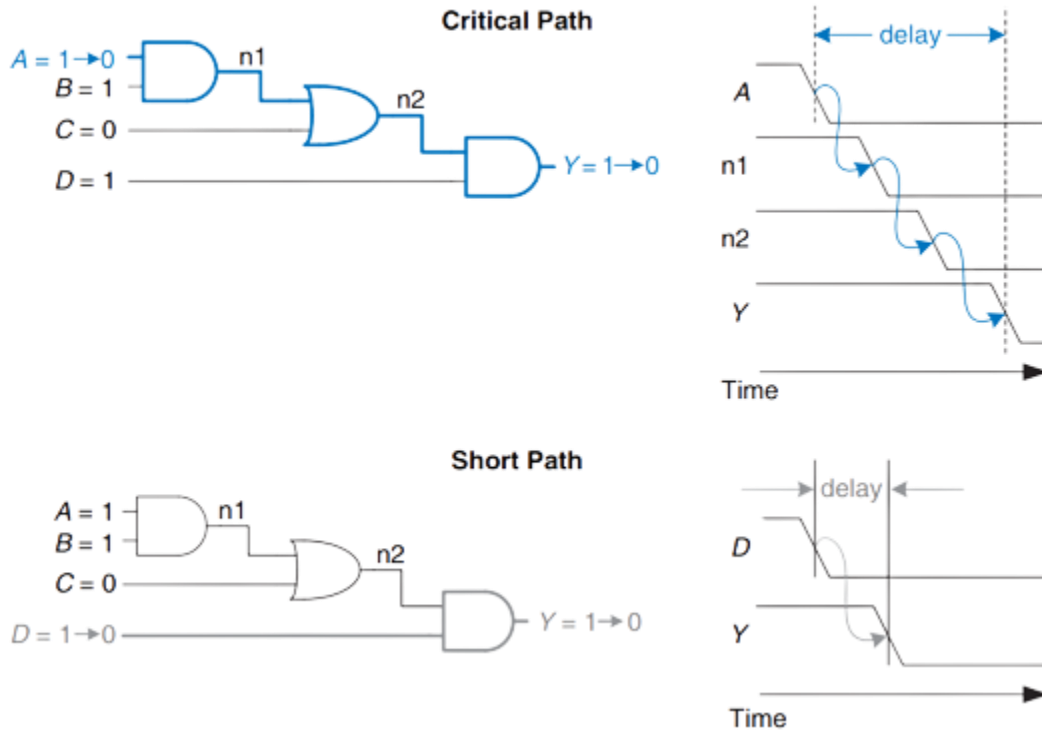 Critical Path
A = 1→0
B = 1
C = 0
D = 1
n1
n2
Y = 1→0
delay
A
n1
n2
Y
Time
Short Path
A = 1
B = 1
C = 0
D = 1→0
n1
n2
Y = 1→0
delay
D
Y
Time